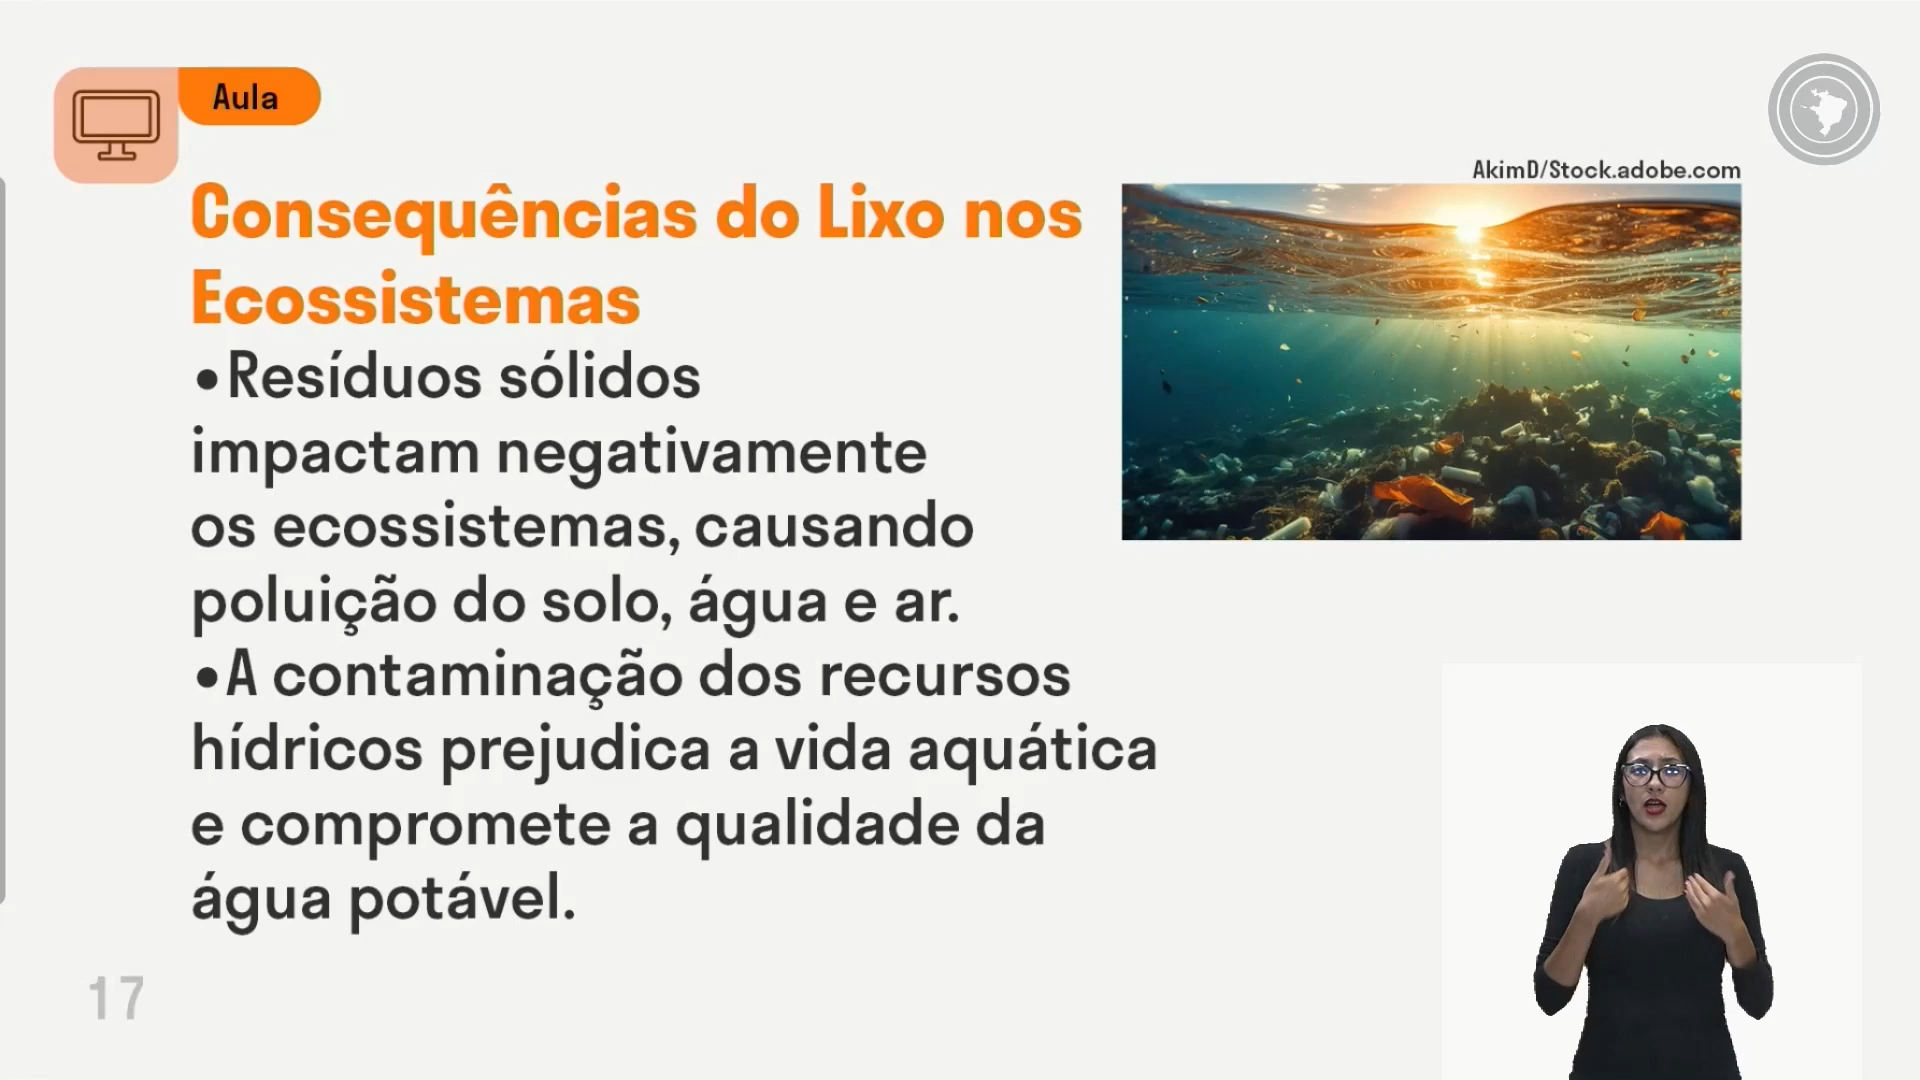 Aula
AkimD/Stock.adobe.com
Consequências do Lixo nos
Ecossistemas
•Resíduos sólidos
impactam negativamente
os ecossistemas, causando
poluição do solo, água e ar.
•A contaminação dos recursos
hídricos prejudica a vida aquática
e compromete a qualidade da
água potável.
17